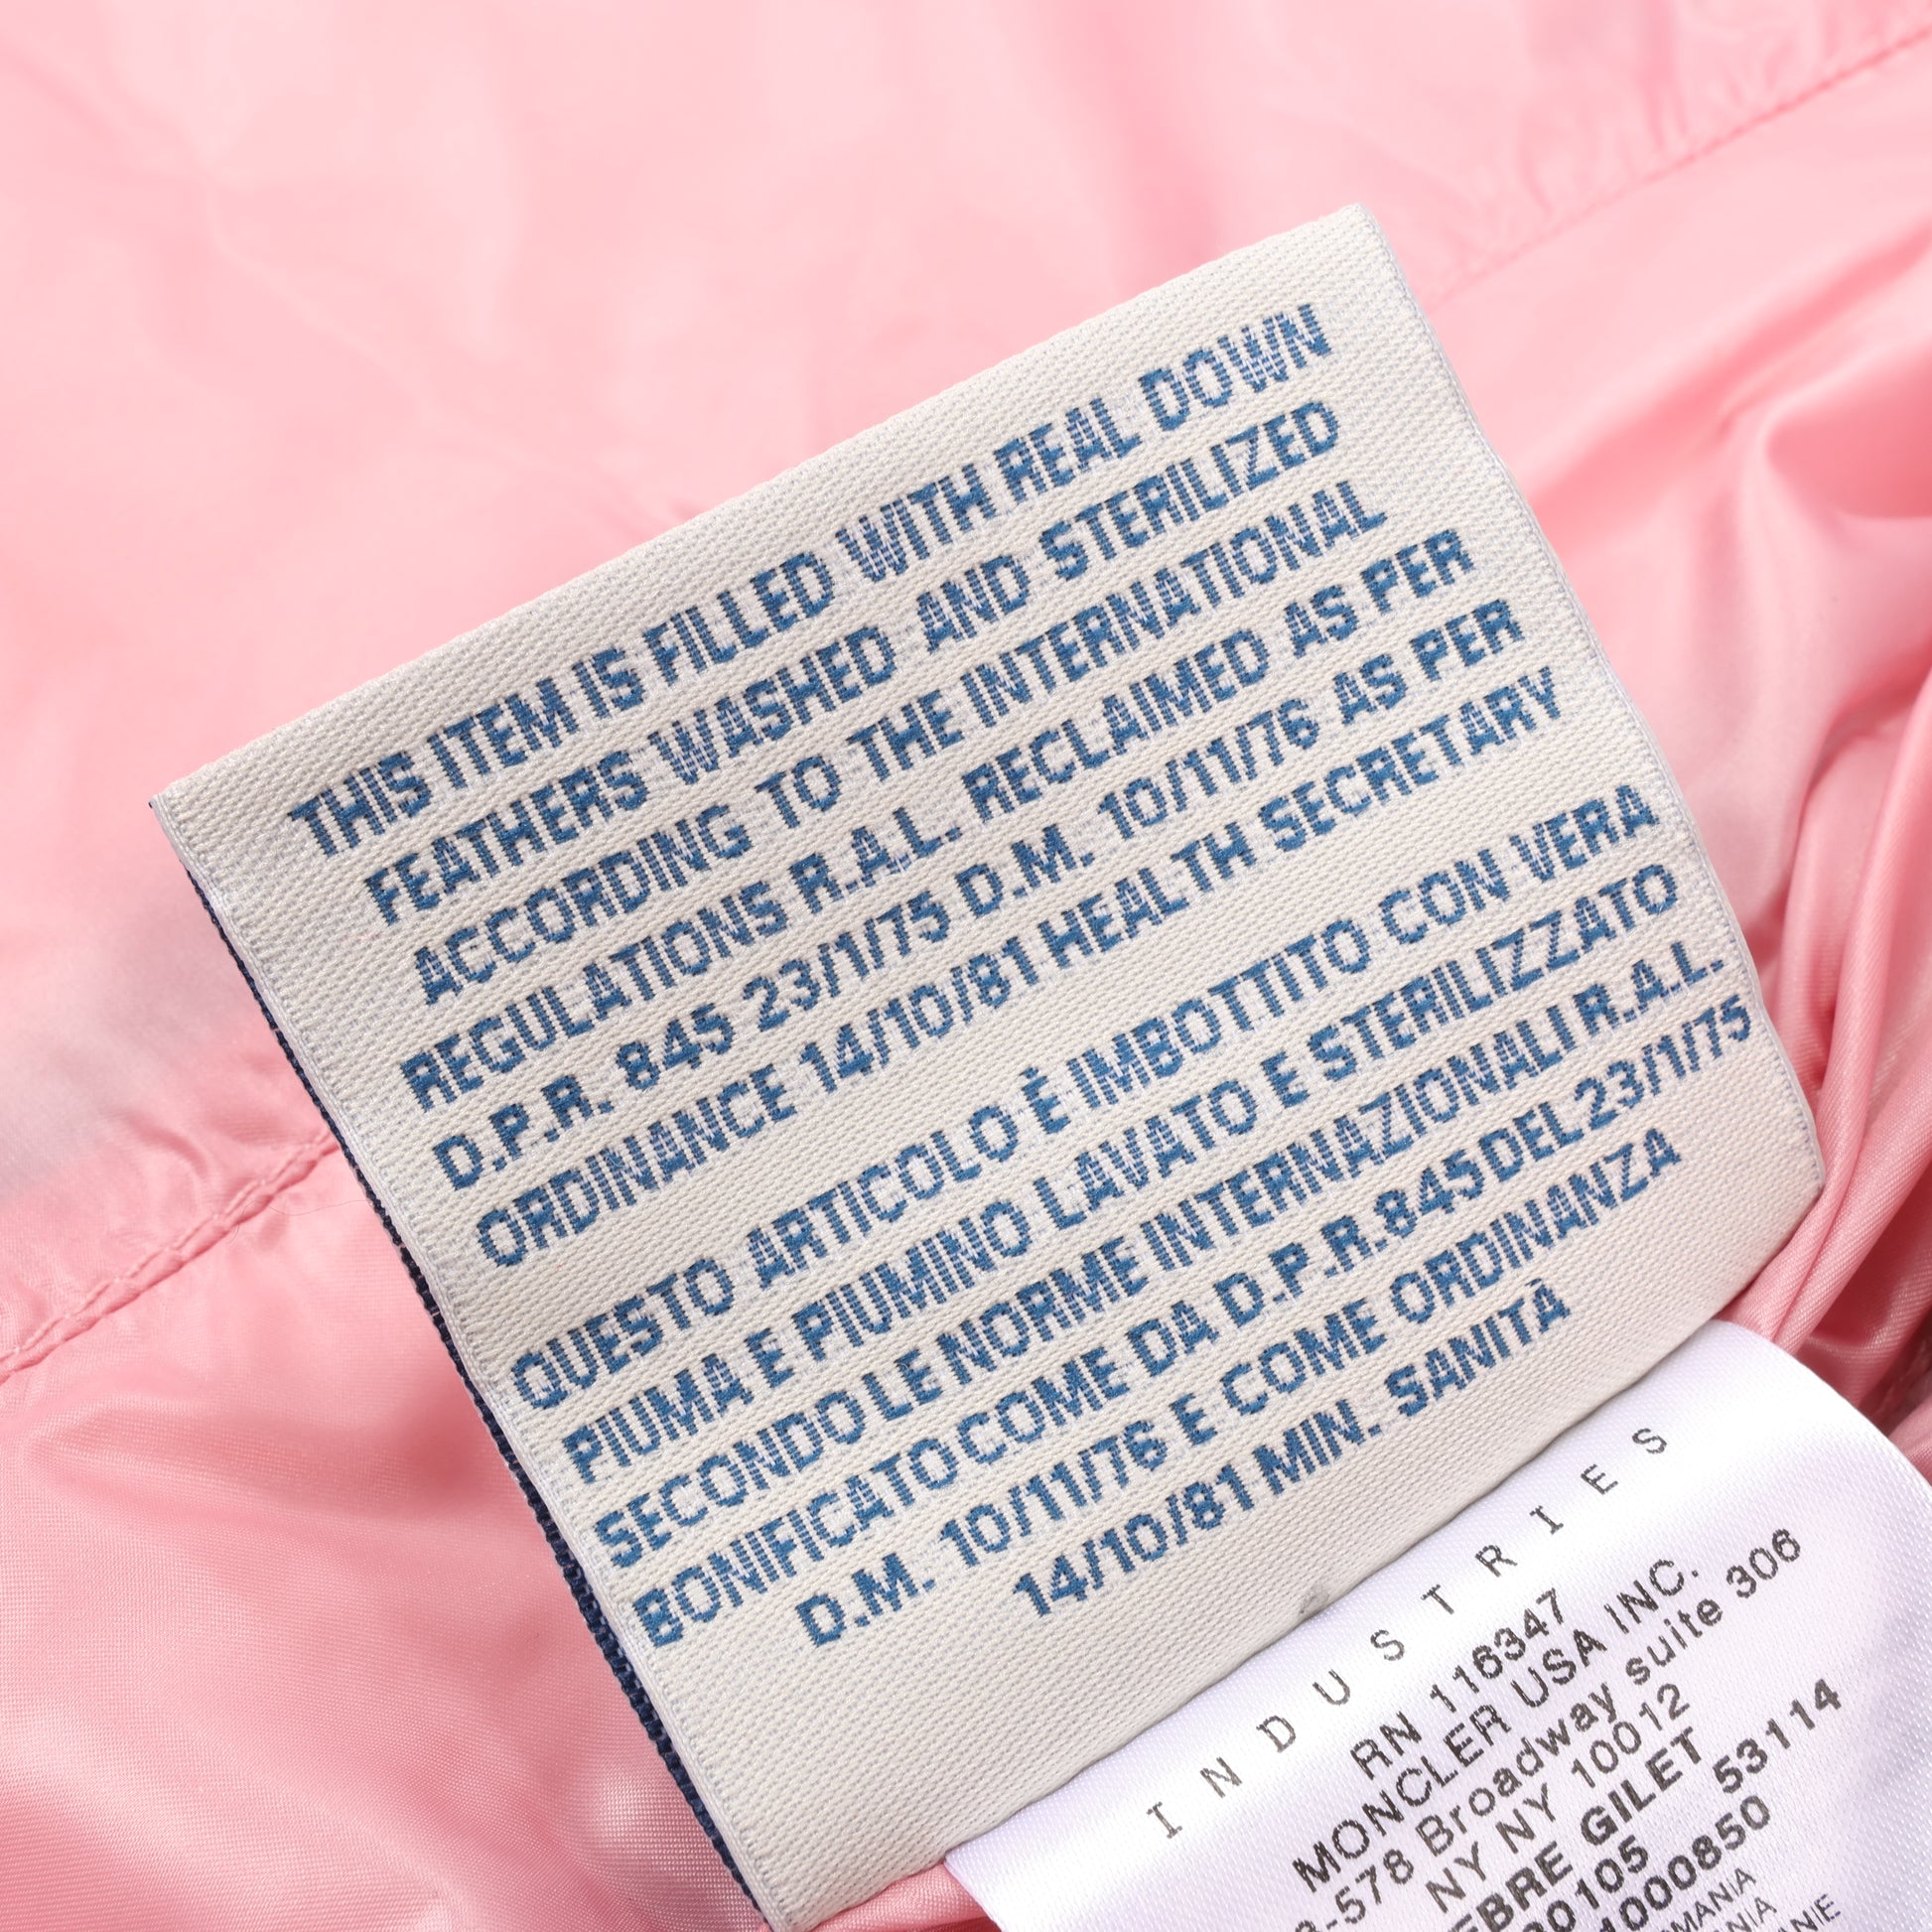 THIS ITEM IS FILLED WITH REAL DOWN
FEATHERS WASHED AND STERILIZED
ACCORDING TO THE INTERNATIONAL
REGULATIONS R.A.L. RECLAIMED AS PER
D.P.R. 845 23/1/75 D.M. 10/11/76 AS PER
ORDINANCE 14/10/81 HEALTH SECRETARY
QUESTO ARTICOLO È IMBOTTITO CON VERA
PIUMA E PIUMINO LAVATO E STERILIZZATO
SECONDO LE NORME INTERNAZIONALI R.A.L.
BONIFICATO COME DA D.P.R. 845 DEL 23/1/75
D.M. 10/11/76 E COME ORDINANZA
14/10/81 MIN. SANITÀ
INDUSTRIES
RN 116347
MONCLER USA INC.
-578 Broadway suite 306
NY NY 10012
EBRE GILET
0105 53114
1000850